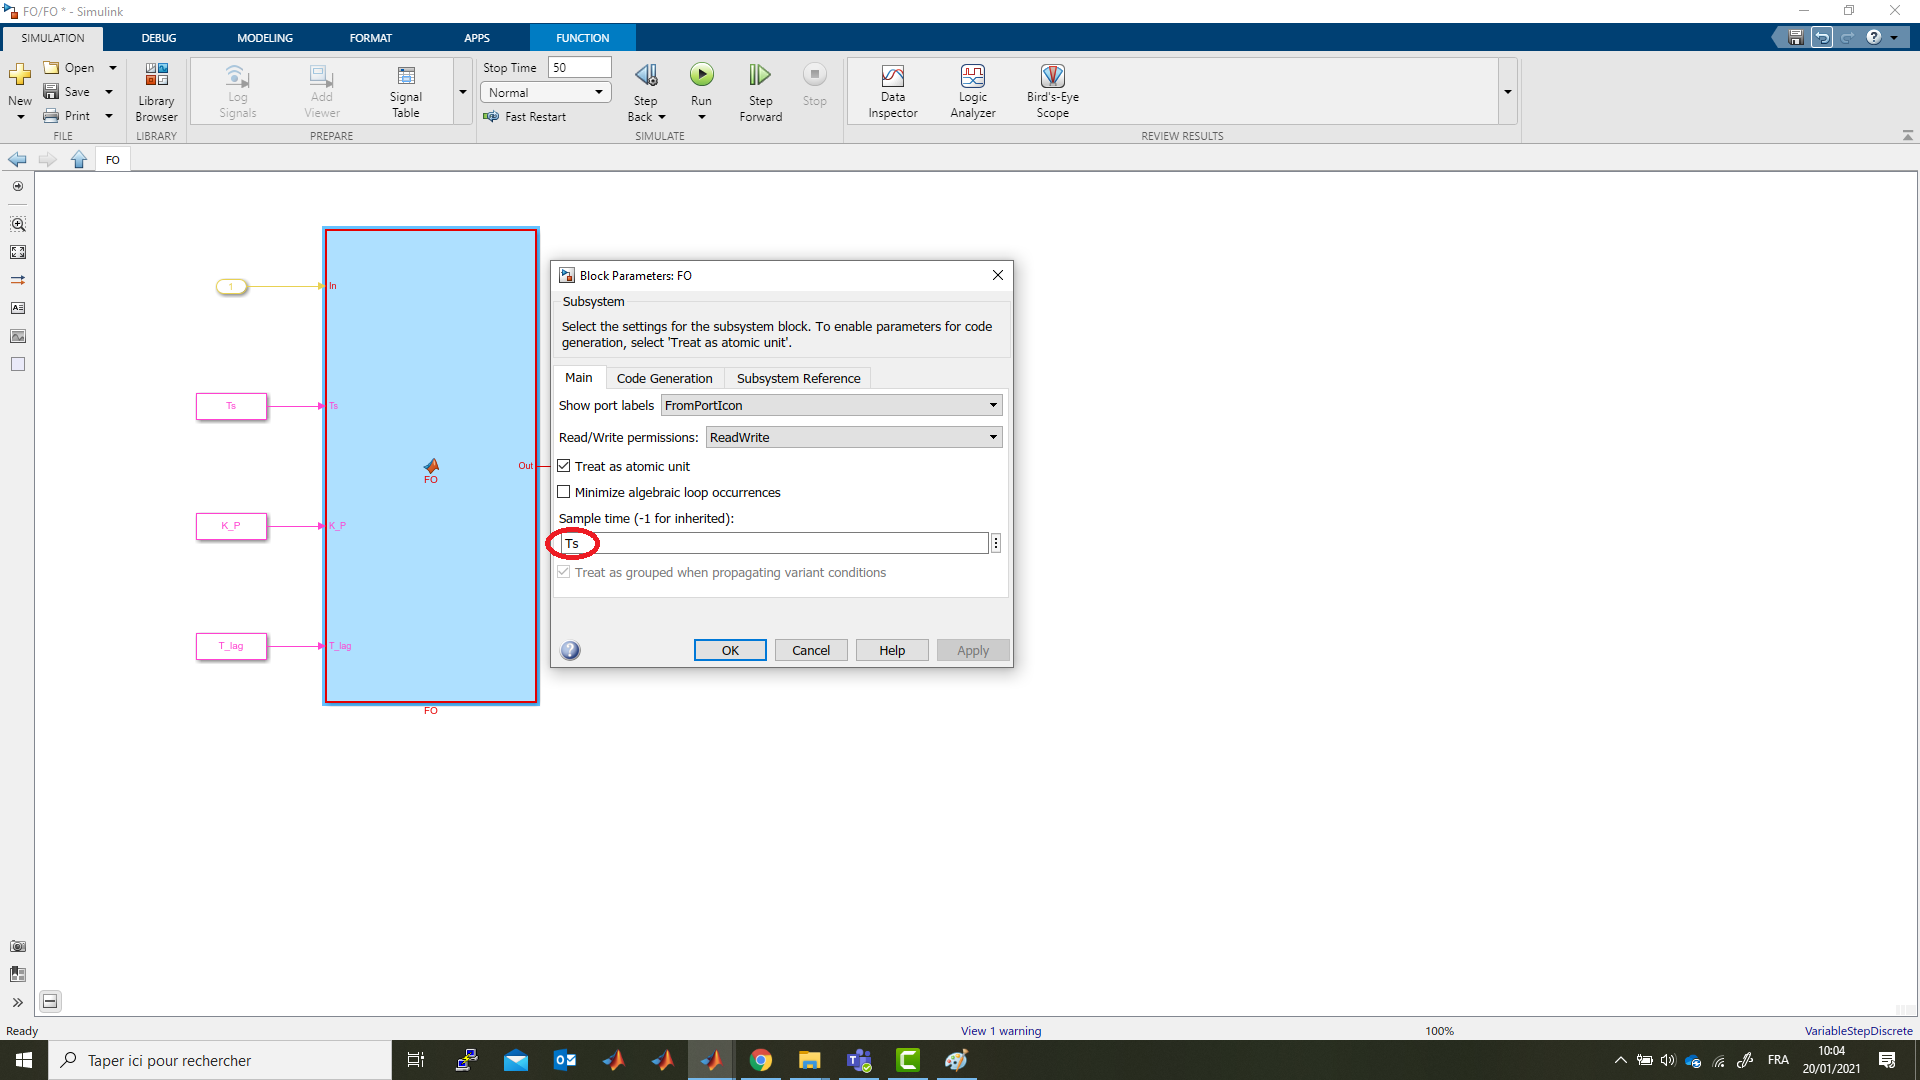 FO/FO * - Simulink
SIMULATION DEBUG MODELING FORMAT APPS FUNCTION
New
Open
Save
Print
FILE
Library Browser
LIBRARY
Log Signals
Add Viewer
Signal Table
PREPARE
Stop Time 50
Normal
Fast Restart
Step Back
Run
Step Forward
Stop
SIMULATE
Data Inspector
Logic Analyzer
Bird's-Eye Scope
REVIEW RESULTS
FO
1
In
Ts
Ts
K_P
K_P
T_lag
T_lag
FO
Out
FO
Block Parameters: FO
Subsystem
Select the settings for the subsystem block. To enable parameters for code
generation, select 'Treat as atomic unit'.
Main Code Generation Subsystem Reference
Show port labels FromPortIcon
Read/Write permissions: ReadWrite
Treat as atomic unit
Minimize algebraic loop occurrences
Sample time (-1 for inherited):
Ts
Treat as grouped when propagating variant conditions
OK Cancel Help Apply
Ready View 1 warning 100% VariableStepDiscrete
Taper ici pour rechercher
FRA
10:04
20/01/2021